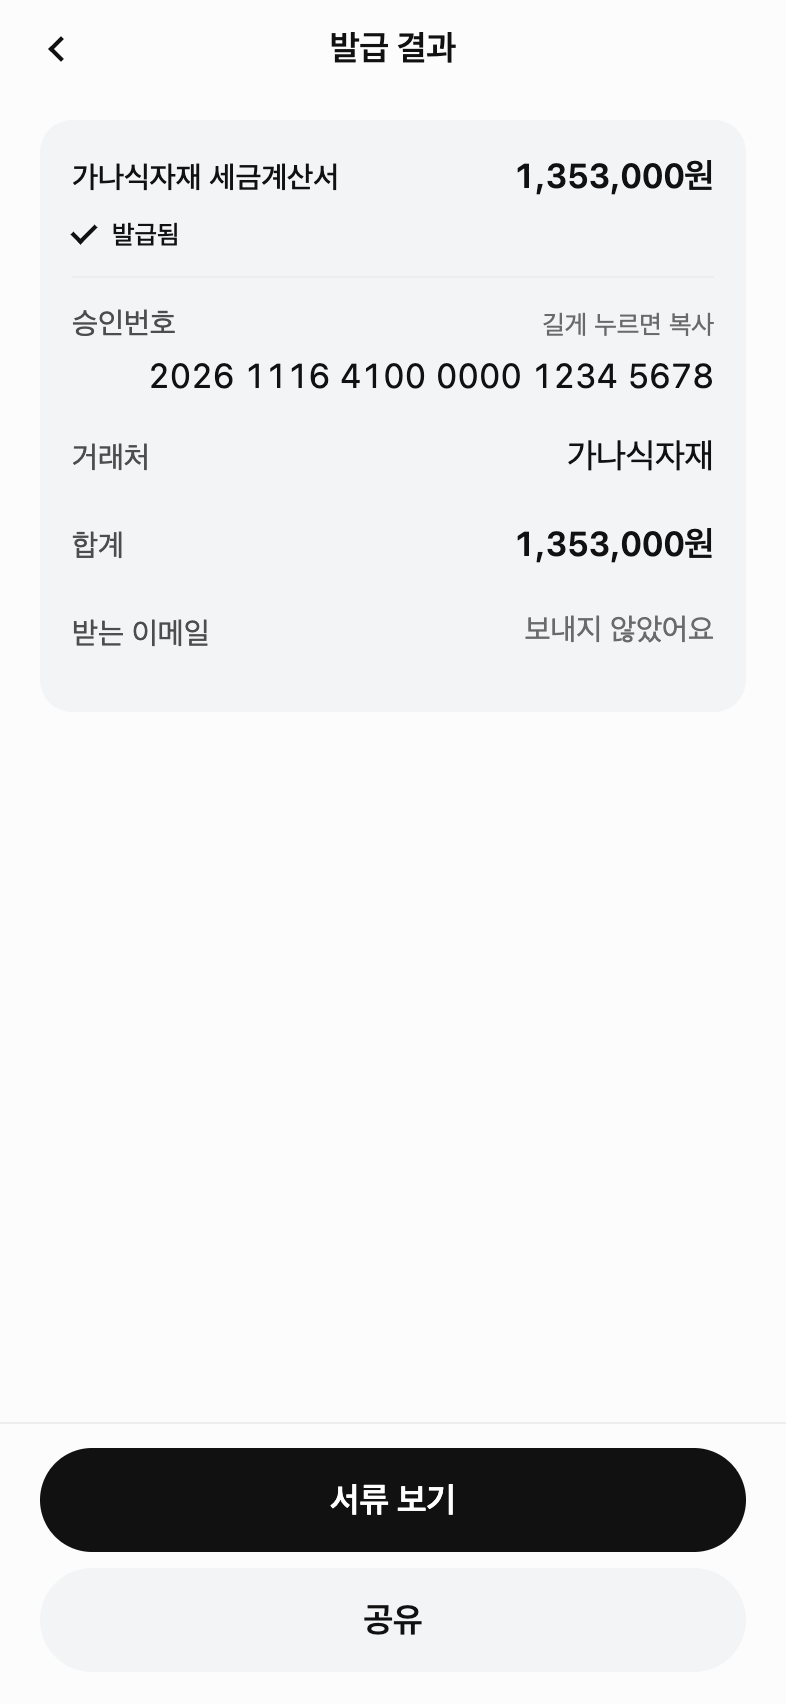 발급 결과
가나식자재 세금계산서 1,353,000원
발급됨
승인번호 길게 누르면 복사
2026 1116 4100 0000 1234 5678
거래처 가나식자재
합계 1,353,000원
받는 이메일 보내지 않았어요
서류 보기
공유